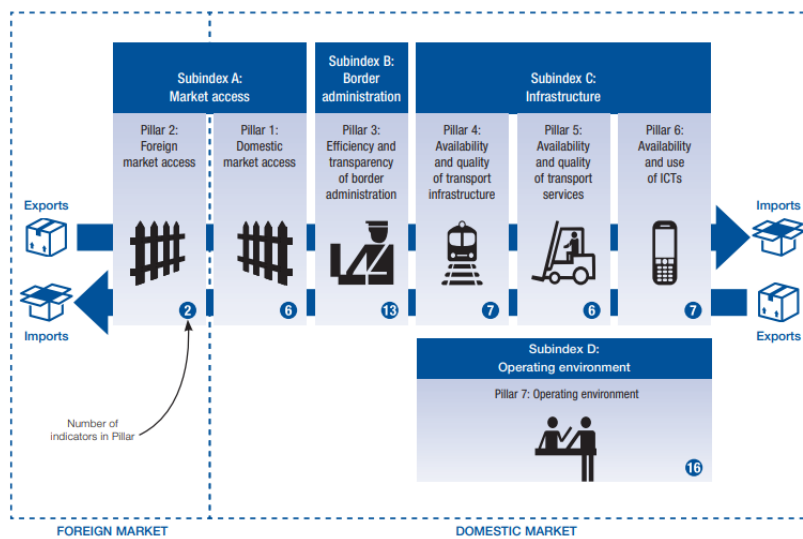 Subindex A:
Market access
Subindex B:
Border
administration
Subindex C:
Infrastructure
Pillar 2:
Foreign
market access
Pillar 1:
Domestic
market access
Pillar 3:
Efficiency and
transparency
of border
administration
Pillar 4:
Availability
and quality
of transport
infrastructure
Pillar 5:
Availability
and quality
of transport
services
Pillar 6:
Availability
and use
of ICTs
Exports
Imports
Imports
Exports
2
6
13
7
6
7
Number of
indicators in Pillar
Subindex D:
Operating environment
Pillar 7: Operating environment
16
FOREIGN MARKET
DOMESTIC MARKET